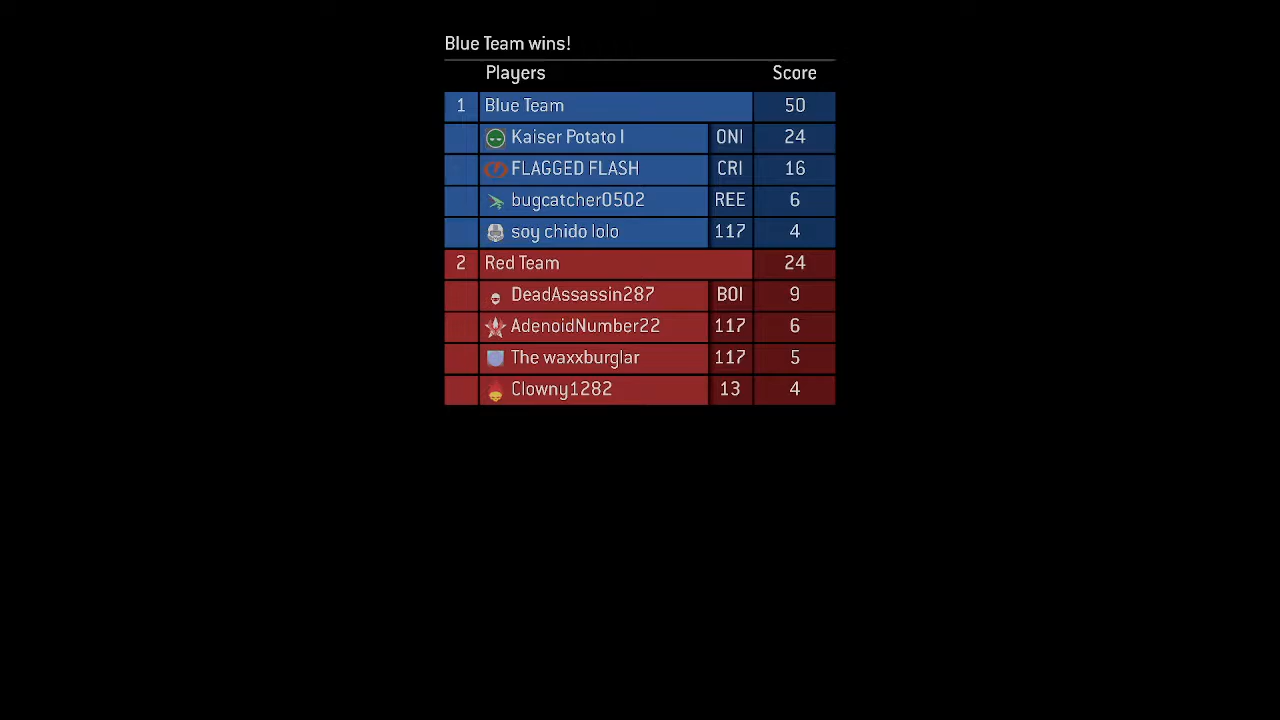 Blue Team wins!
Players Score
1 Blue Team 50
Kaiser Potato I ONI 24
FLAGGED FLASH CRI 16
bugcatcher0502 REE 6
soy chido lolo 117 4
2 Red Team 24
DeadAssassin287 BOI 9
AdenoidNumber22 117 6
The waxxburglar 117 5
Clowny1282 13 4